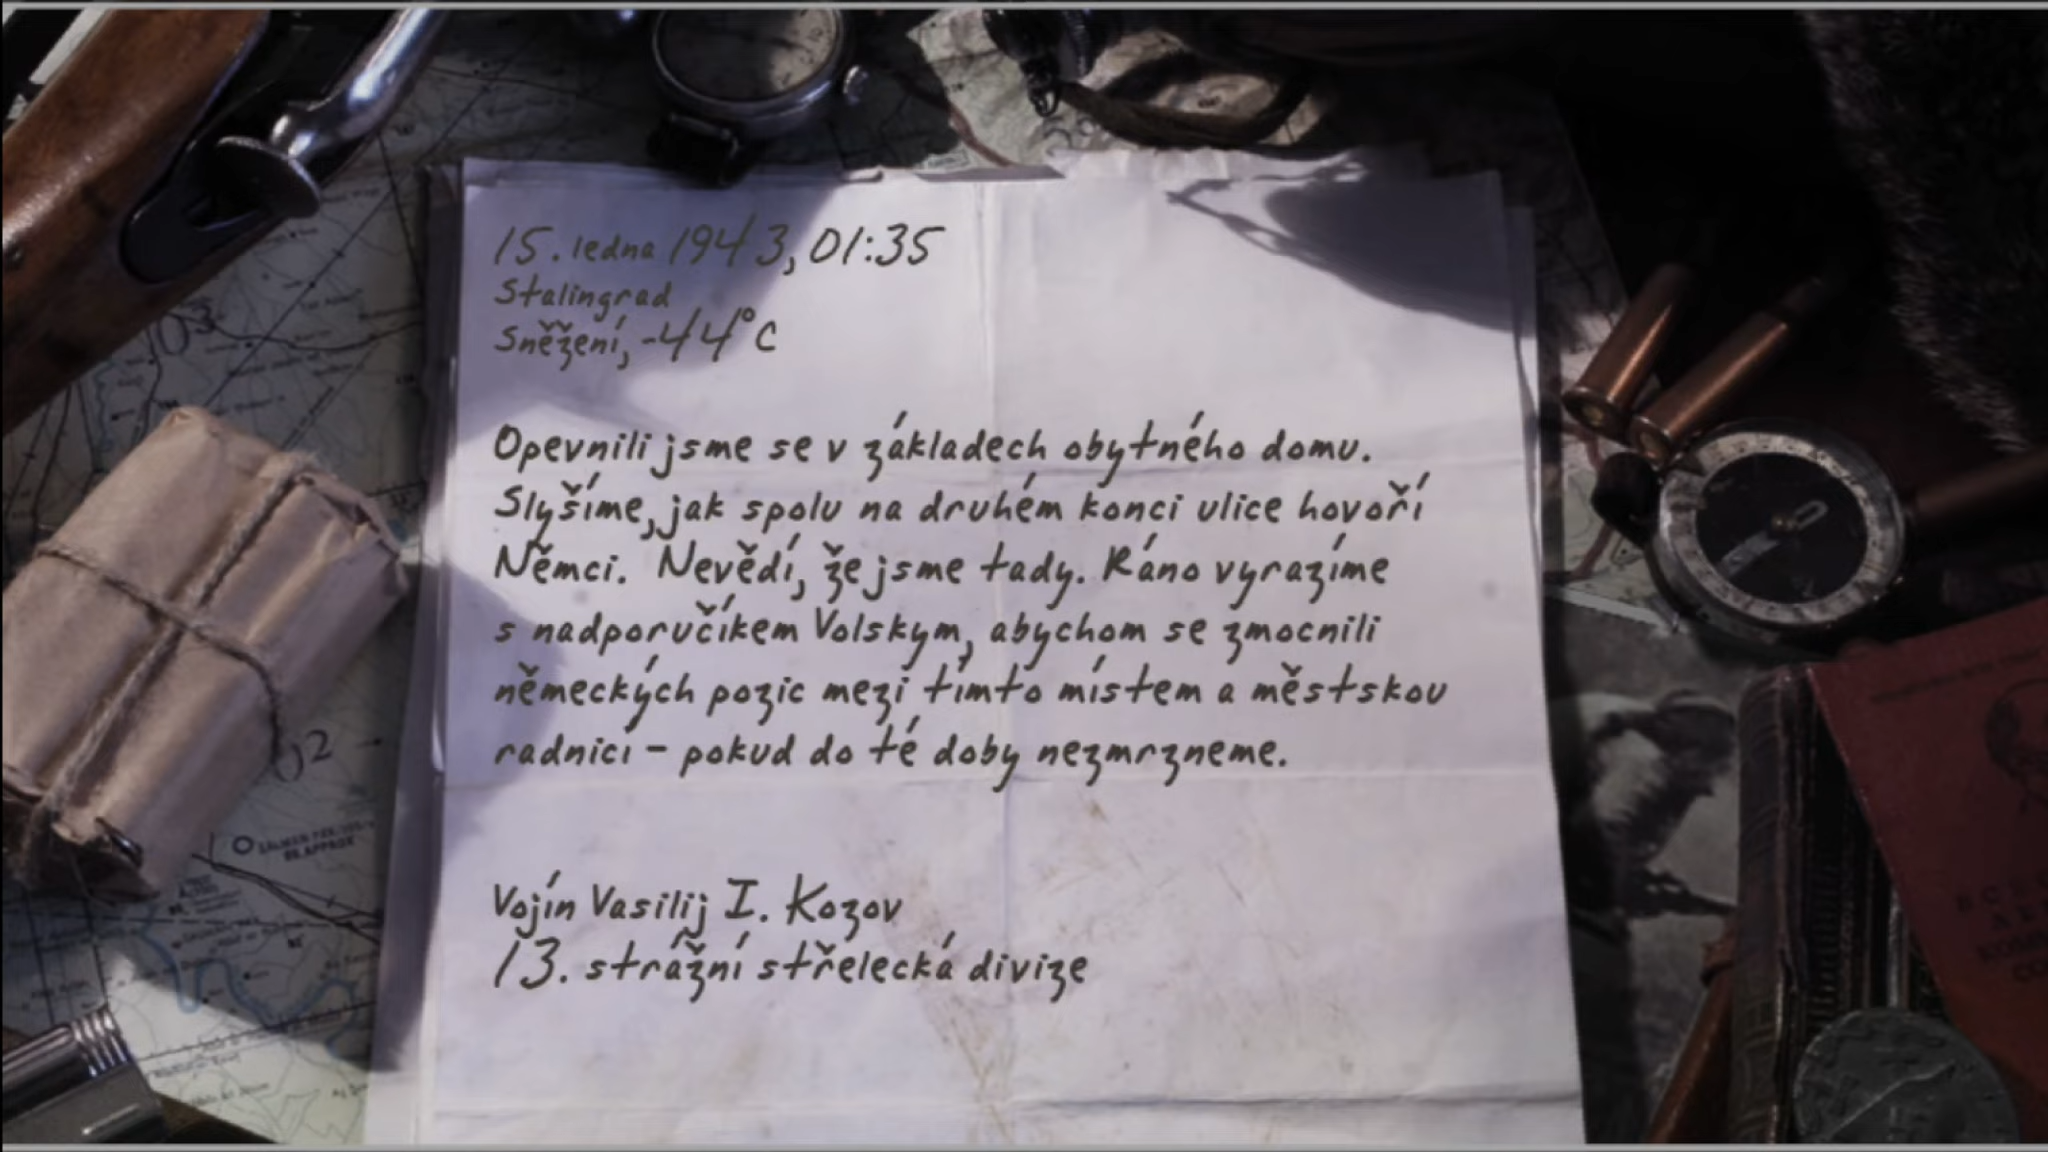 15. ledna 1943, 01:35
Stalingrad
Sněžení, -44°C
Opevnili jsme se v základech obytného domu.
Slyšíme, jak spolu na druhém konci ulice hovoří
Němci. Nevědí, že jsme tady. Ráno vyrazíme
s nadporučíkem Volskym, abychom se zmocnili
německých pozic mezi tímto místem a městskou
radnicí – pokud do té doby nezmrzneme.
Vojín Vasilij I. Kozov
13. strážní střelecká divize
03
02